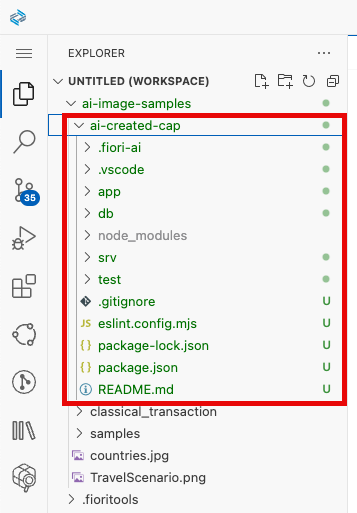 EXPLORER
UNTITLED (WORKSPACE)
ai-image-samples
ai-created-cap
.fiori-ai
.vscode
35
app
db
node_modules
srv
test
.gitignore U
JS eslint.config.mjs U
{} package-lock.json U
{} package.json U
README.md U
classical_transaction
samples
countries.jpg
TravelScenario.png
.fioritools